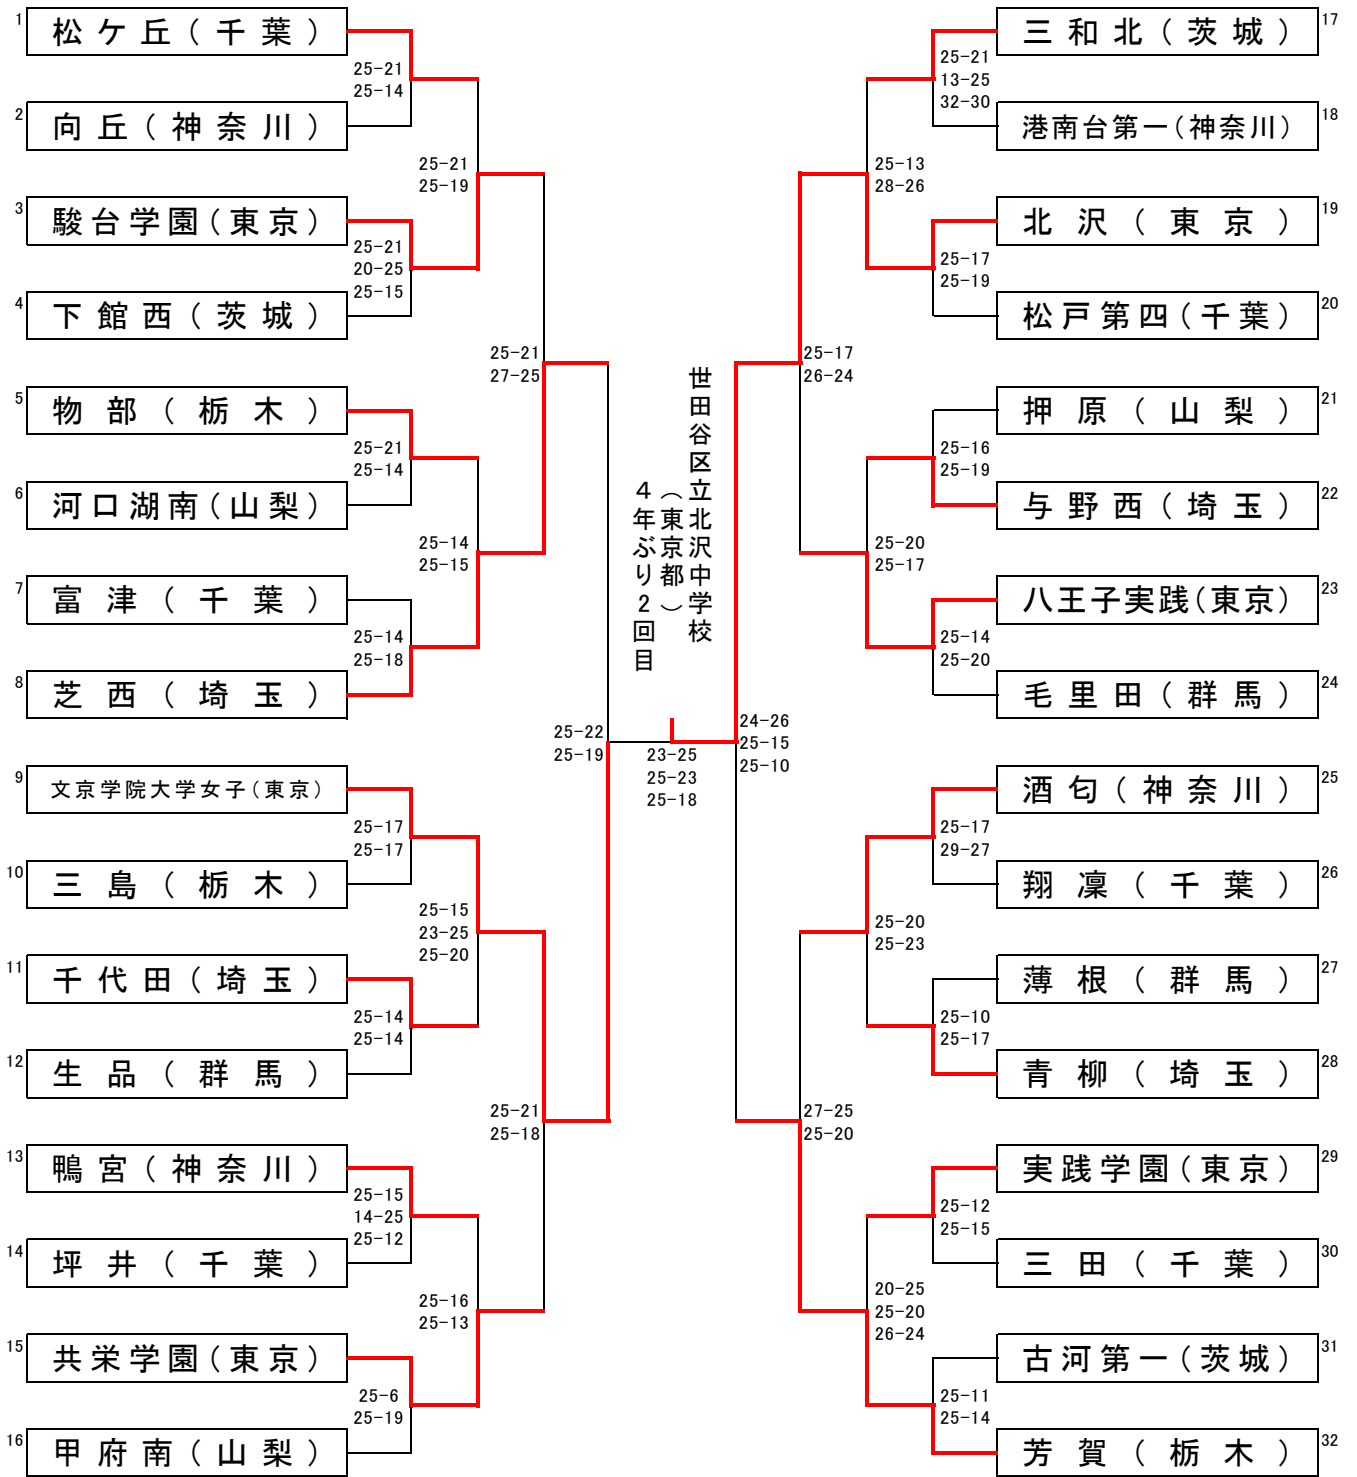 1 松ケ丘(千葉)
25-21
25-14
2 向丘(神奈川)
25-21
25-19
3 駿台学園(東京)
25-21
20-25
25-15
4 下館西(茨城)
25-21
27-25
5 物部(栃木)
25-21
25-14
6 河口湖南(山梨)
25-14
25-15
7 富津(千葉)
25-14
25-18
8 芝西(埼玉)
25-22
25-19
9 文京学院大学女子(東京)
25-17
25-17
10 三島(栃木)
25-15
23-25
25-20
11 千代田(埼玉)
25-14
25-14
12 生品(群馬)
25-21
25-18
13 鴨宮(神奈川)
25-15
14-25
25-12
14 坪井(千葉)
25-16
25-13
15 共栄学園(東京)
25-6
25-19
16 甲府南(山梨)
世田谷区立北沢中学校
(東京都)
4年ぶり2回目
23-25
25-23
25-18
三和北(茨城) 17
25-21
13-25
32-30
港南台第一(神奈川) 18
25-13
28-26
北沢(東京) 19
25-17
25-19
松戸第四(千葉) 20
25-17
26-24
押原(山梨) 21
25-16
25-19
与野西(埼玉) 22
25-20
25-17
八王子実践(東京) 23
25-14
25-20
毛里田(群馬) 24
24-26
25-15
25-10
酒匂(神奈川) 25
25-17
29-27
翔凜(千葉) 26
25-20
25-23
薄根(群馬) 27
25-10
25-17
青柳(埼玉) 28
27-25
25-20
実践学園(東京) 29
25-12
25-15
三田(千葉) 30
20-25
25-20
26-24
古河第一(茨城) 31
25-11
25-14
芳賀(栃木) 32